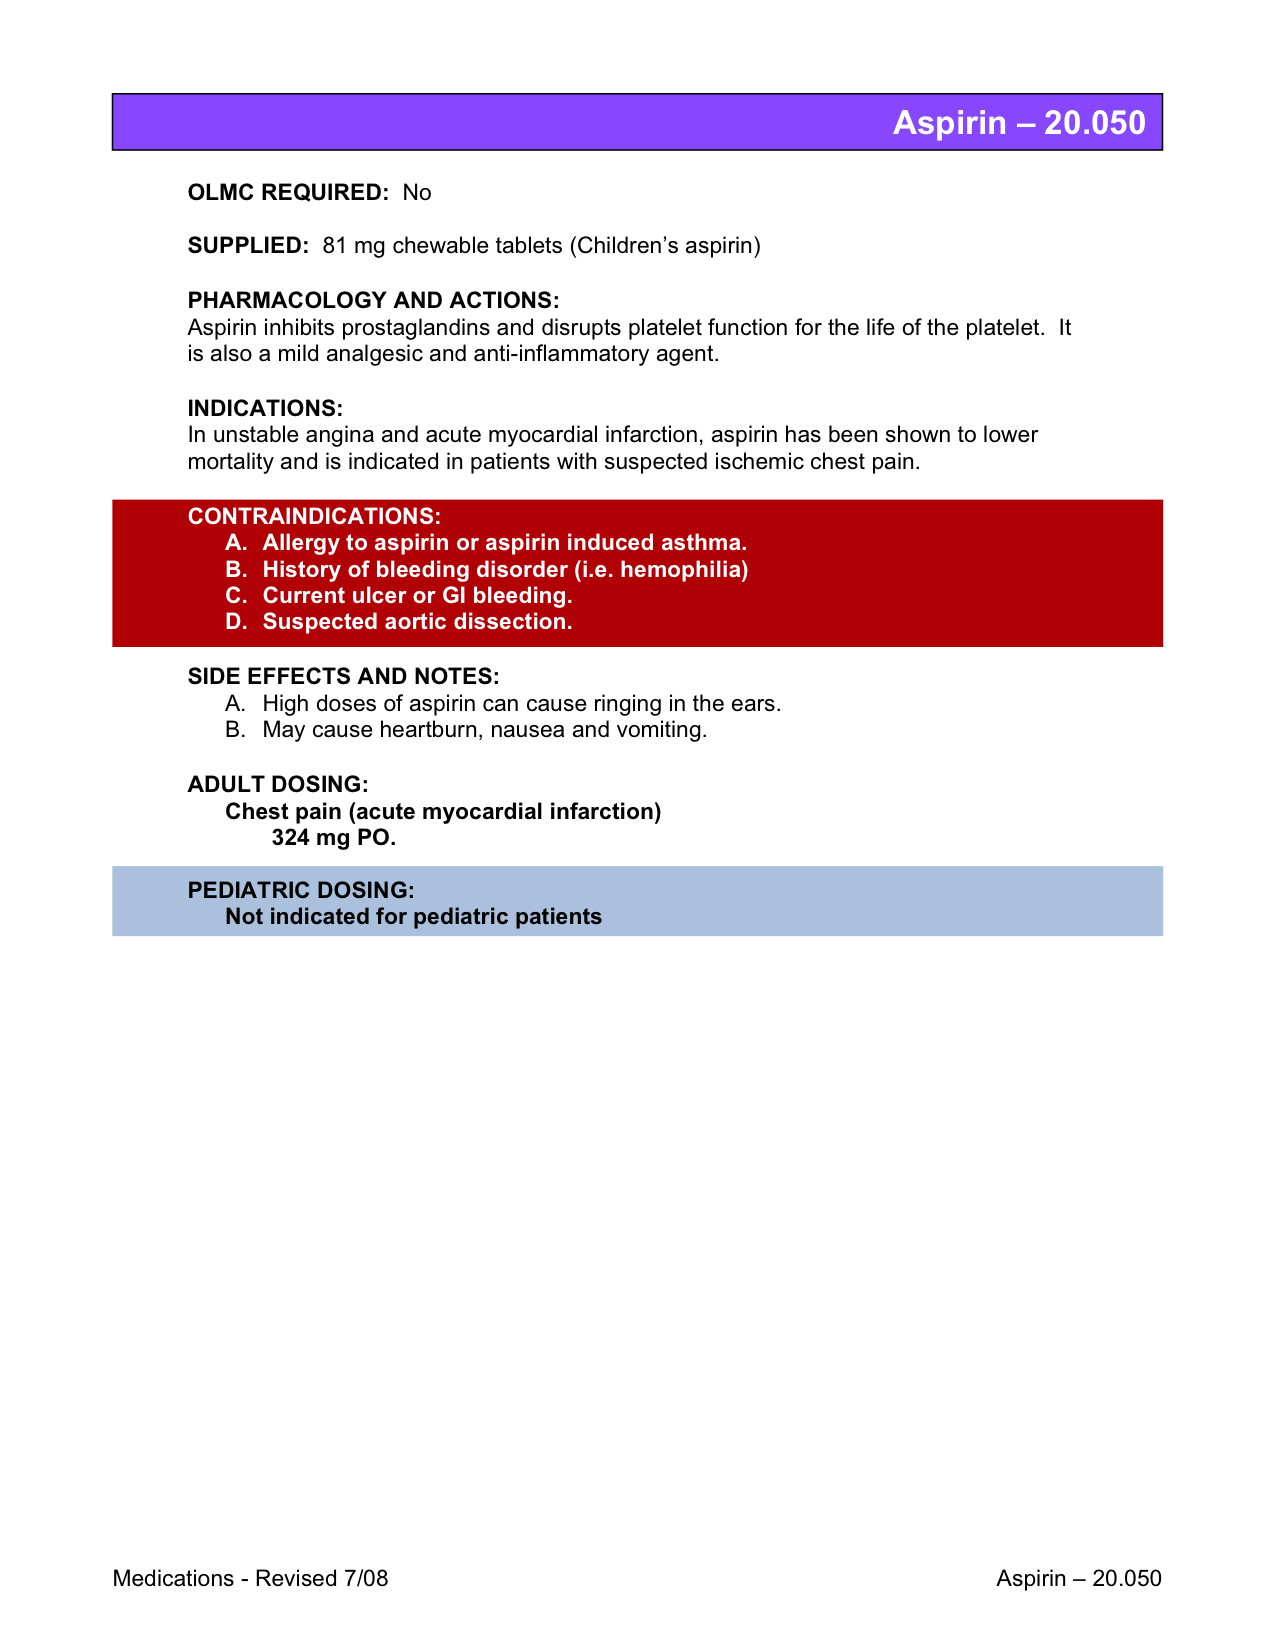 Aspirin – 20.050
OLMC REQUIRED: No
SUPPLIED: 81 mg chewable tablets (Children’s aspirin)
PHARMACOLOGY AND ACTIONS:
Aspirin inhibits prostaglandins and disrupts platelet function for the life of the platelet. It
is also a mild analgesic and anti-inflammatory agent.
INDICATIONS:
In unstable angina and acute myocardial infarction, aspirin has been shown to lower
mortality and is indicated in patients with suspected ischemic chest pain.
CONTRAINDICATIONS:
A. Allergy to aspirin or aspirin induced asthma.
B. History of bleeding disorder (i.e. hemophilia)
C. Current ulcer or GI bleeding.
D. Suspected aortic dissection.
SIDE EFFECTS AND NOTES:
A. High doses of aspirin can cause ringing in the ears.
B. May cause heartburn, nausea and vomiting.
ADULT DOSING:
Chest pain (acute myocardial infarction)
324 mg PO.
PEDIATRIC DOSING:
Not indicated for pediatric patients
Medications - Revised 7/08
Aspirin – 20.050